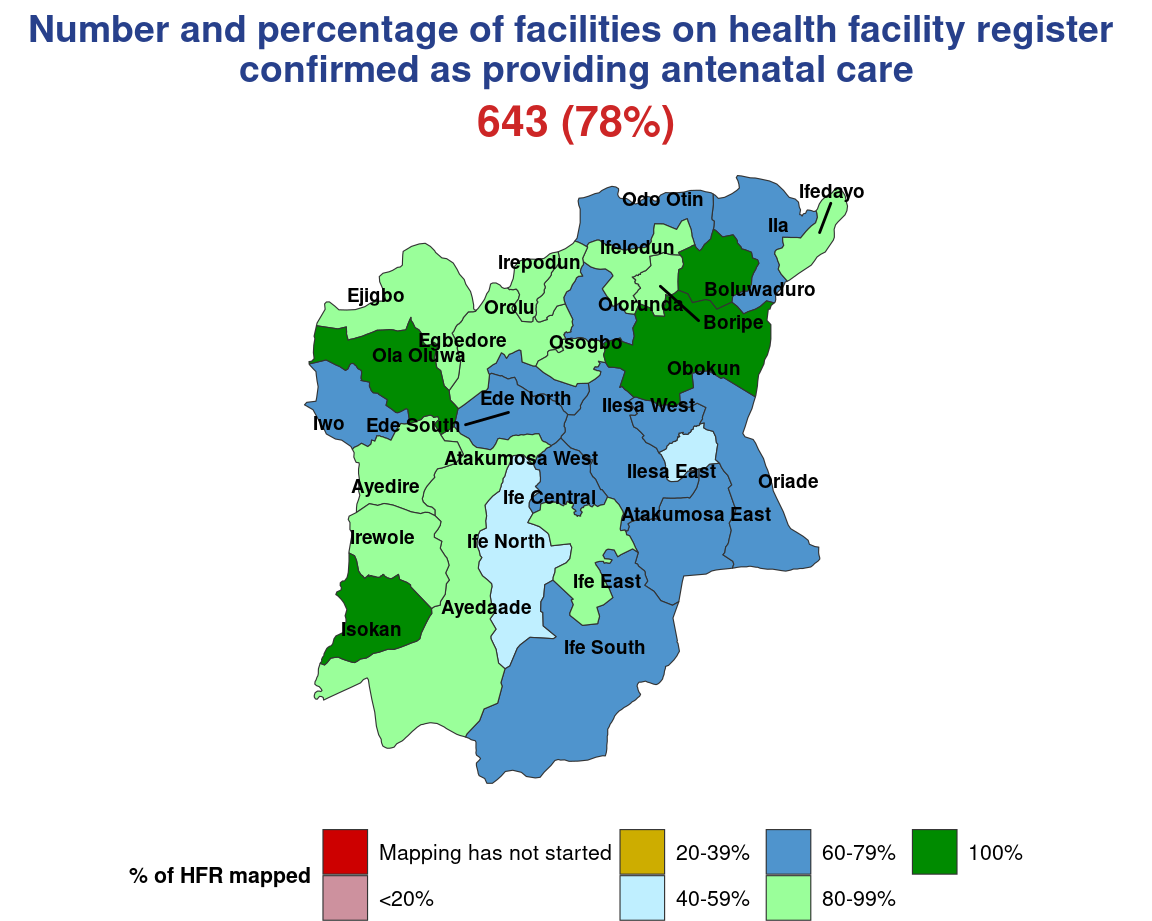 Number and percentage of facilities on health facility register
confirmed as providing antenatal care
643 (78%)
Ifedayo
Odo Otin
Ila
Ifelodun
Irepodun
Boluwaduro
Ejigbo
Olorunda
Orolu
Boripe
Egbedore
Osogbo
Ola Oluwa
Obokun
Ede North
Ilesa West
Iwo
Ede South
Atakumosa West
Ilesa East
Oriade
Ayedire
Ife Central
Atakumosa East
Irewole
Ife North
Ife East
Ayedaade
Isokan
Ife South
% of HFR mapped
Mapping has not started
<20%
20-39%
40-59%
60-79%
80-99%
100%